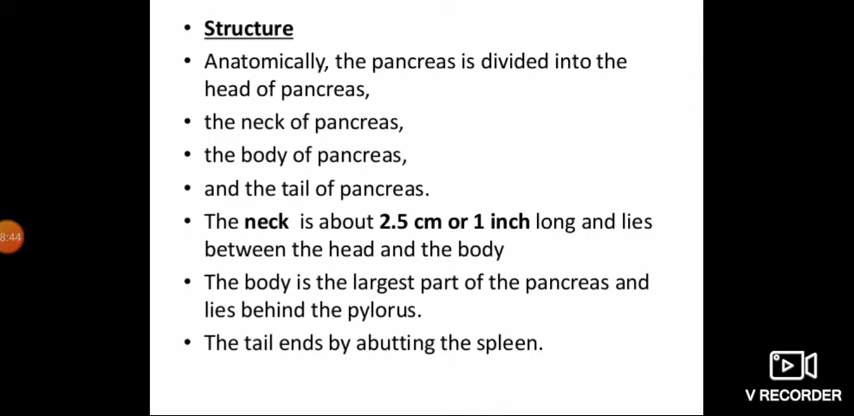 • Structure
• Anatomically, the pancreas is divided into the
head of pancreas,
• the neck of pancreas,
• the body of pancreas,
• and the tail of pancreas.
• The neck is about 2.5 cm or 1 inch long and lies
between the head and the body
• The body is the largest part of the pancreas and
lies behind the pylorus.
• The tail ends by abutting the spleen.
8:44
V RECORDER